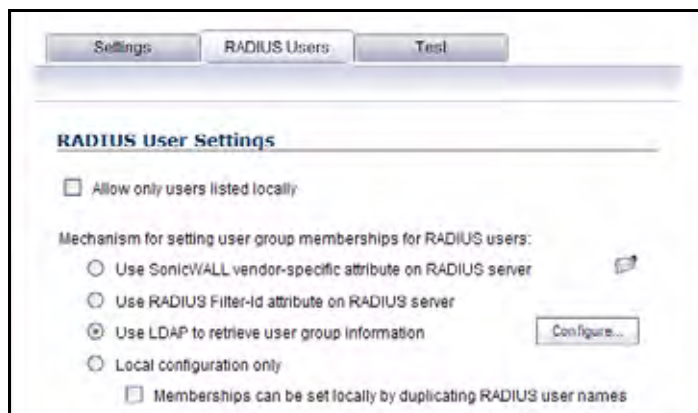 Settings RADIUS Users Test
RADIUS User Settings
Allow only users listed locally
Mechanism for setting user group memberships for RADIUS users:
Use SonicWALL vendor-specific attribute on RADIUS server
Use RADIUS Filter-Id attribute on RADIUS server
Use LDAP to retrieve user group information Configure...
Local configuration only
Memberships can be set locally by duplicating RADIUS user names